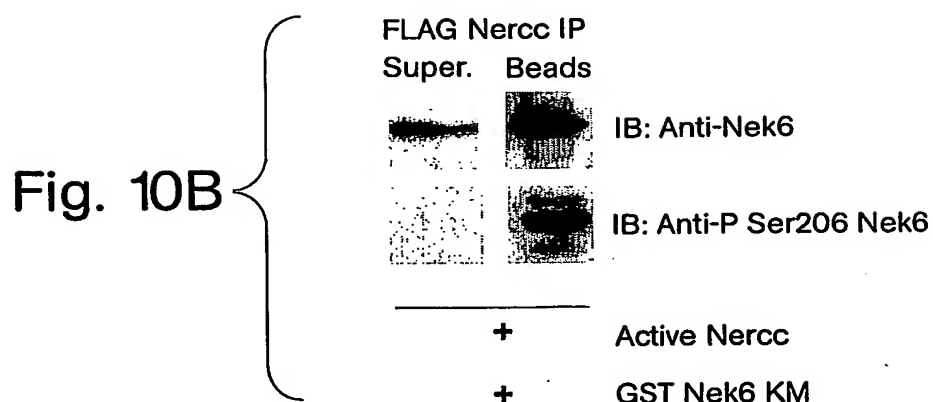 FLAG Nercc IP
Super. Beads
IB: Anti-Nek6
Fig. 10B
IB: Anti-P Ser206 Nek6
+ Active Nercc
+ GST Nek6 KM